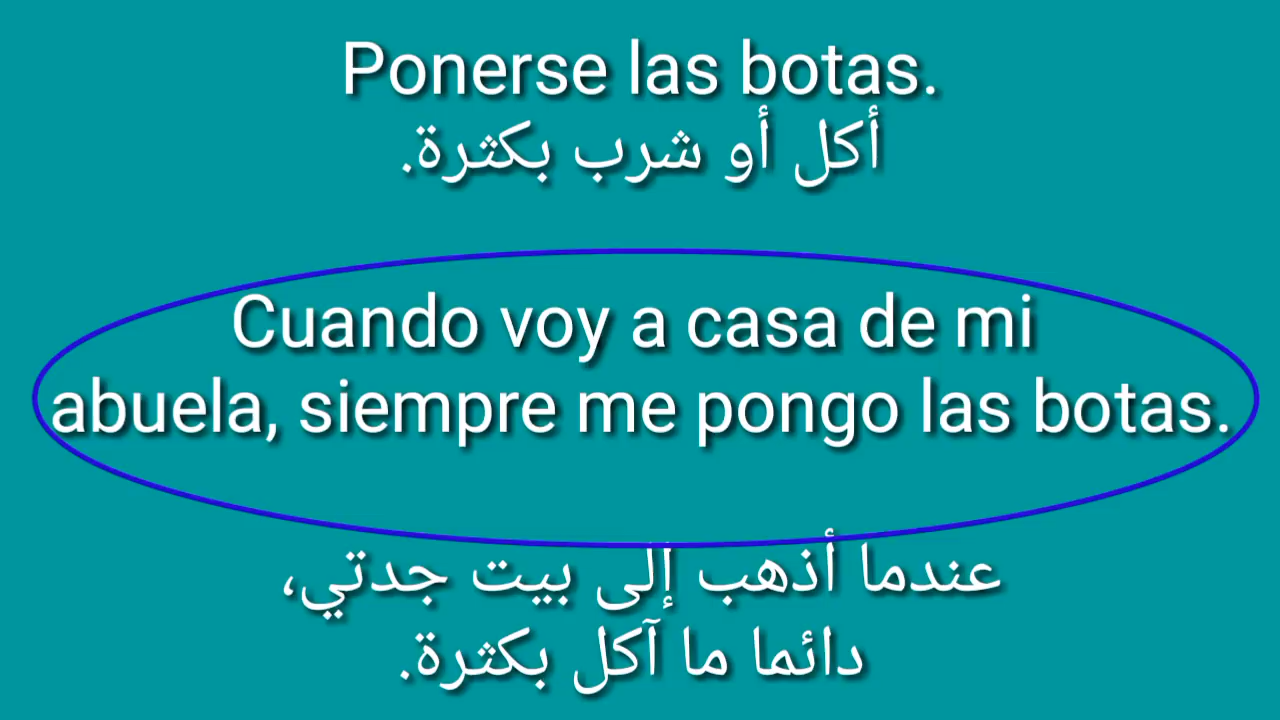 Ponerse las botas.
أكل أو شرب بكثرة.
Cuando voy a casa de mi
abuela, siempre me pongo las botas.
عندما أذهب إلى بيت جدتي،
دائما ما آكل بكثرة.